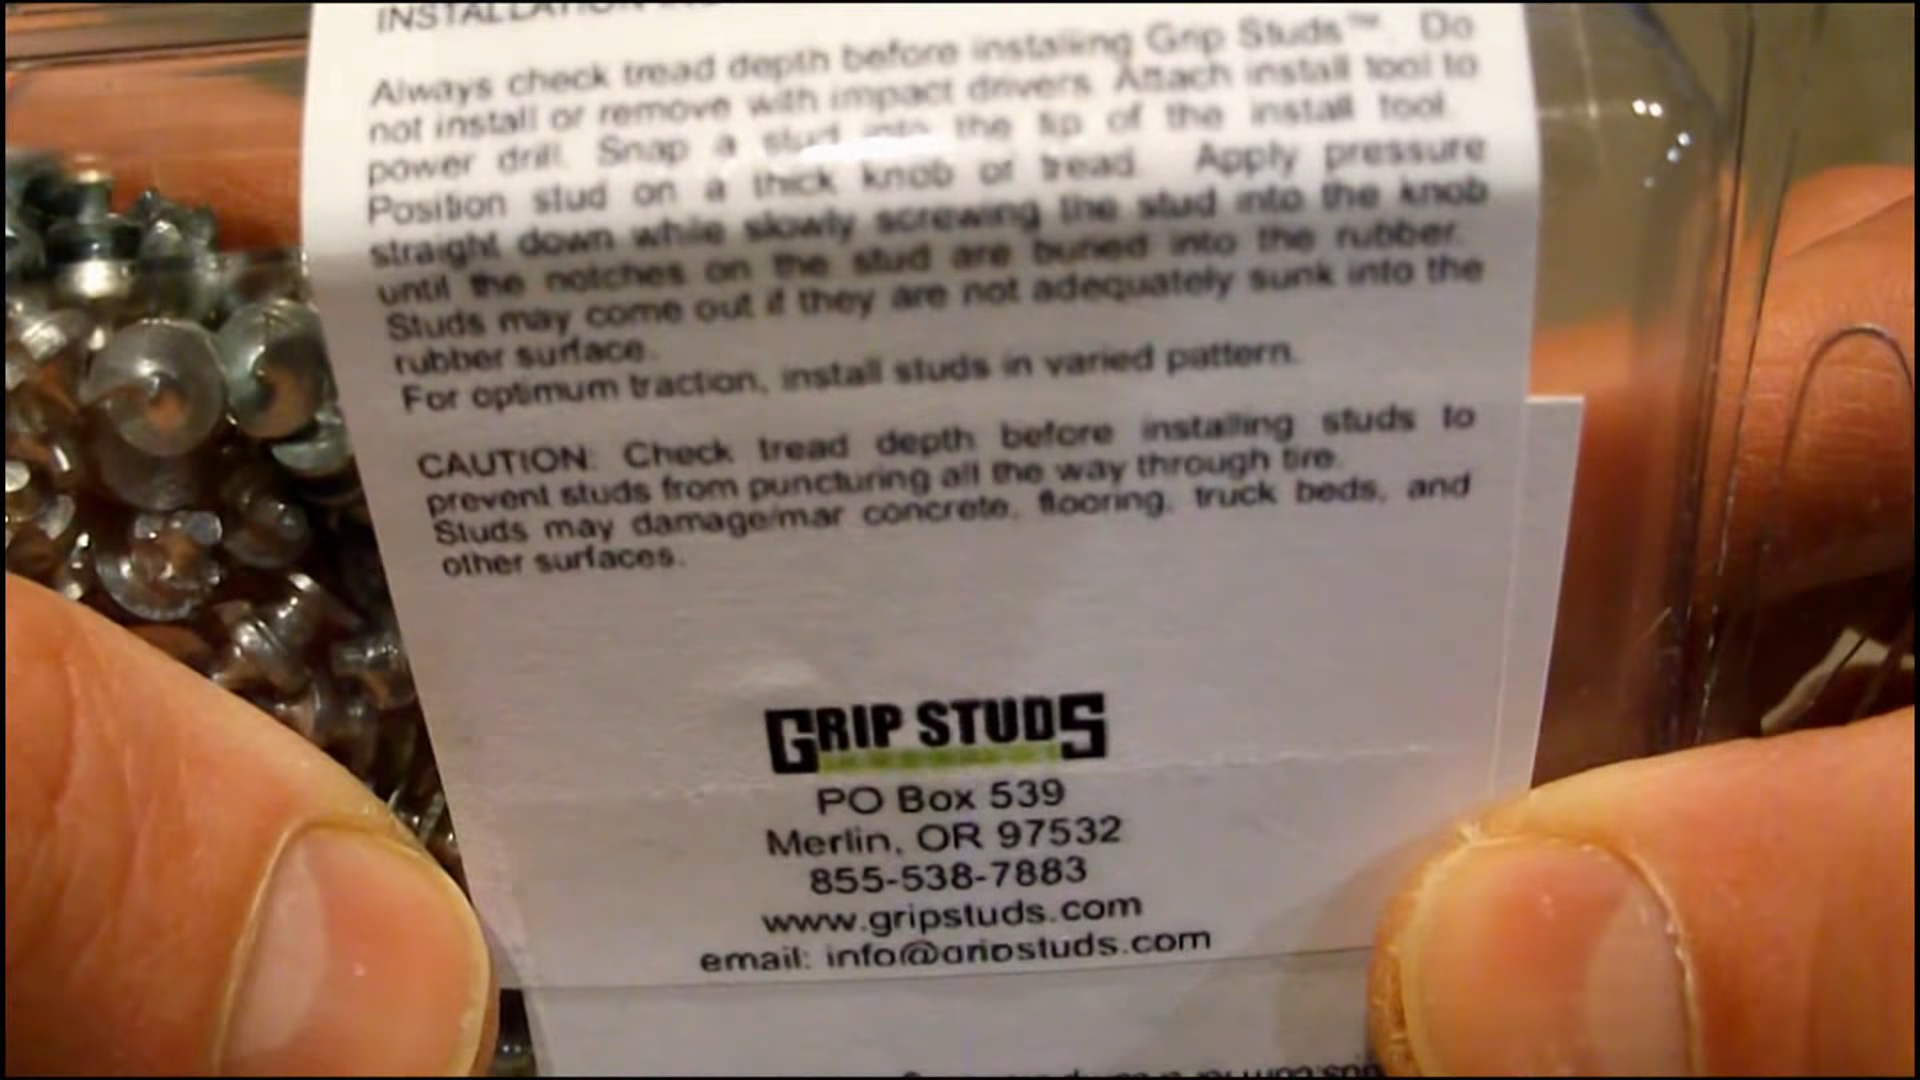 INSTALLATION
Always check tread depth before installing Grip Studs™. Do
not install or remove with impact drivers. Attach install tool to
power drill. Snap a stud into the tip of the install tool.
Position stud on a thick knob of tread. Apply pressure
straight down while slowly screwing the stud into the knob
until the notches on the stud are buried into the rubber.
Studs may come out if they are not adequately sunk into the
rubber surface.
For optimum traction, install studs in varied pattern.
CAUTION: Check tread depth before installing studs to
prevent studs from puncturing all the way through tire.
Studs may damage/mar concrete, flooring, truck beds, and
other surfaces.
GRIP STUDS
PO Box 539
Merlin, OR 97532
855-538-7883
www.gripstuds.com
email: info@gripstuds.com